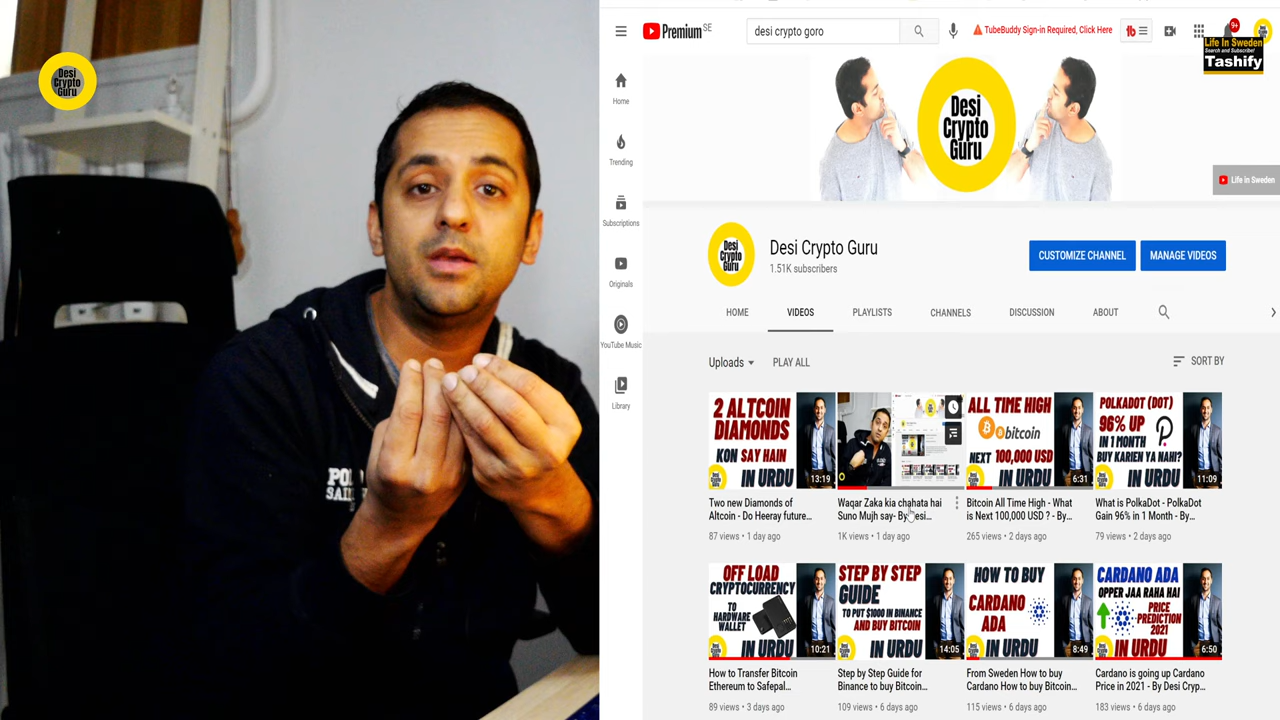 Desi
Crypto
Guru
POLO
Premium SE
desi crypto goro
TubeBuddy Sign-in Required, Click Here
tb
9+
Life In Sweden
Search and Subscribe!
Tashify
Home
Trending
Subscriptions
Originals
YouTube Music
Library
Desi
Crypto
Guru
Life in Sweden
Desi
Crypto
Guru
Desi Crypto Guru
1.51K subscribers
CUSTOMIZE CHANNEL
MANAGE VIDEOS
HOME
VIDEOS
PLAYLISTS
CHANNELS
DISCUSSION
ABOUT
Uploads
PLAY ALL
SORT BY
2 ALTCOIN
DIAMONDS
KON SAY HAIN
IN URDU
13:19
ALL TIME HIGH
bitcoin
NEXT 100,000 USD
IN URDU
6:31
POLKADOT (DOT)
96% UP
IN 1 MONTH
BUY KARIEN YA NAHI?
IN URDU
11:09
Two new Diamonds of
Altcoin - Do Heeray future...
87 views • 1 day ago
Waqar Zaka kia chahata hai
Suno Mujh say- By Desi...
1K views • 1 day ago
Bitcoin All Time High - What
is Next 100,000 USD ? - By...
265 views • 2 days ago
What is PolkaDot - PolkaDot
Gain 96% in 1 Month - By...
79 views • 2 days ago
OFF LOAD
CRYPTOCURRENCY
TO
HARDWARE
WALLET
IN URDU
10:21
STEP BY STEP
GUIDE
TO PUT $1000 IN BINANCE
AND BUY BITCOIN
IN URDU
14:05
HOW TO BUY
CARDANO
ADA
IN URDU
8:49
CARDANO ADA
OPPER JAA RAHA HAI
PRICE
PREDICTION
2021
IN URDU
6:50
How to Transfer Bitcoin
Ethereum to Safepal...
89 views • 3 days ago
Step by Step Guide for
Binance to buy Bitcoin...
109 views • 6 days ago
From Sweden How to buy
Cardano How to buy Bitcoin...
115 views • 6 days ago
Cardano is going up Cardano
Price in 2021 - By Desi Cryp...
183 views • 6 days ago